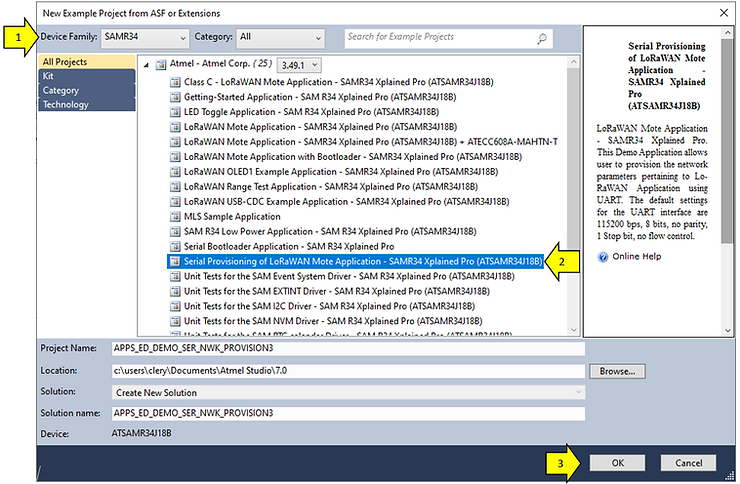 New Example Project from ASF or Extensions
1
Device Family: SAMR34 Category: All Search for Example Projects
All Projects
Kit
Category
Technology
Atmel - Atmel Corp. (25) 3.49.1
Class C - LoRaWAN Mote Application - SAMR34 Xplained Pro (ATSAMR34J18B)
Getting-Started Application - SAM R34 Xplained Pro (ATSAMR34J18B)
LED Toggle Application - SAM R34 Xplained Pro (ATSAMR34J18B)
LoRaWAN Mote Application - SAMR34 Xplained Pro (ATSAMR34J18B)
LoRaWAN Mote Application - SAMR34 Xplained Pro (ATSAMR34J18B) + ATECC608A-MAHTN-T
LoRaWAN Mote Application with Bootloader - SAMR34 Xplained Pro (ATSAMR34J18B)
LoRaWAN OLED1 Example Application - SAMR34 Xplained Pro (ATSAMR34J18B)
LoRaWAN Range Test Application - SAMR34 Xplained Pro (ATSAMR34J18B)
LoRaWAN USB-CDC Example Application - SAMR34 Xplained Pro (ATSAMR34J18B)
MLS Sample Application
SAM R34 Low Power Application - SAM R34 Xplained Pro (ATSAMR34J18B)
Serial Bootloader Application - SAM R34 Xplained Pro
Serial Provisioning of LoRaWAN Mote Application - SAMR34 Xplained Pro (ATSAMR34J18B)
2
Unit Tests for the SAM Event System Driver - SAM R34 Xplained Pro (ATSAMR34J18B)
Unit Tests for the SAM EXTINT Driver - SAM R34 Xplained Pro (ATSAMR34J18B)
Unit Tests for the SAM I2C Driver - SAM R34 Xplained Pro (ATSAMR34J18B)
Unit Tests for the SAM NVM Driver - SAM R34 Xplained Pro (ATSAMR34J18B)
Unit Tests for the SAM RTC calendar Driver - SAM R34 Xplained Pro (ATSAMR34J18B)
Serial Provisioning
of LoRaWAN Mote
Application -
SAMR34 Xplained
Pro
(ATSAMR34J18B)
LoRaWAN Mote Application
- SAMR34 Xplained Pro.
This Demo Application allows
user to provision the network
parameters pertaining to Lo-
RaWAN Application using
UART. The default settings
for the UART interface are
115200 bps, 8 bits, no parity,
1 Stop bit, no flow control.
Online Help
Project Name: APPS_ED_DEMO_SER_NWK_PROVISION3
Location: c:\users\clery\Documents\Atmel Studio\7.0 Browse...
Solution: Create New Solution
Solution name: APPS_ED_DEMO_SER_NWK_PROVISION3
Device: ATSAMR34J18B
3
OK Cancel